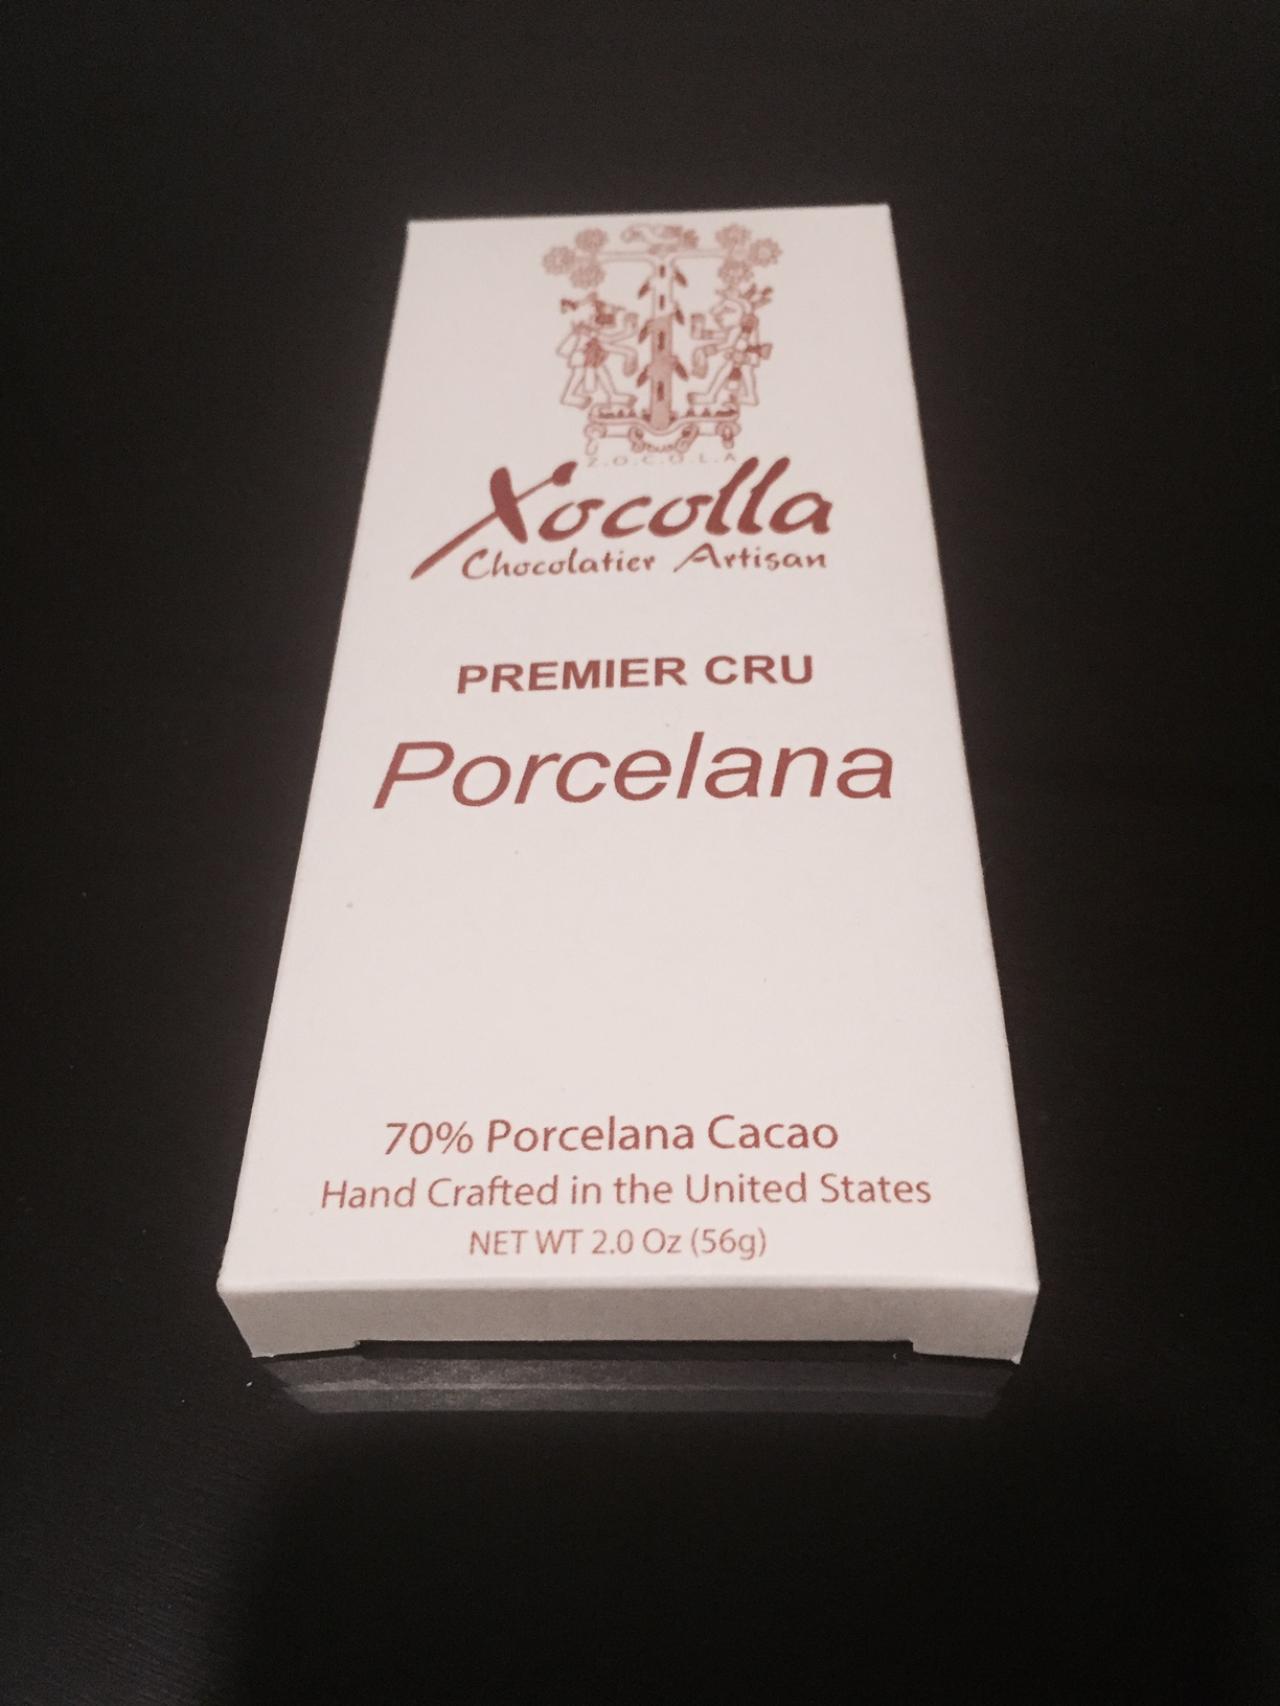 Z.O.C.O.L.A
Xocolla
Chocolatier Artisan
PREMIER CRU
Porcelana
70% Porcelana Cacao
Hand Crafted in the United States
NET WT 2.0 Oz (56g)